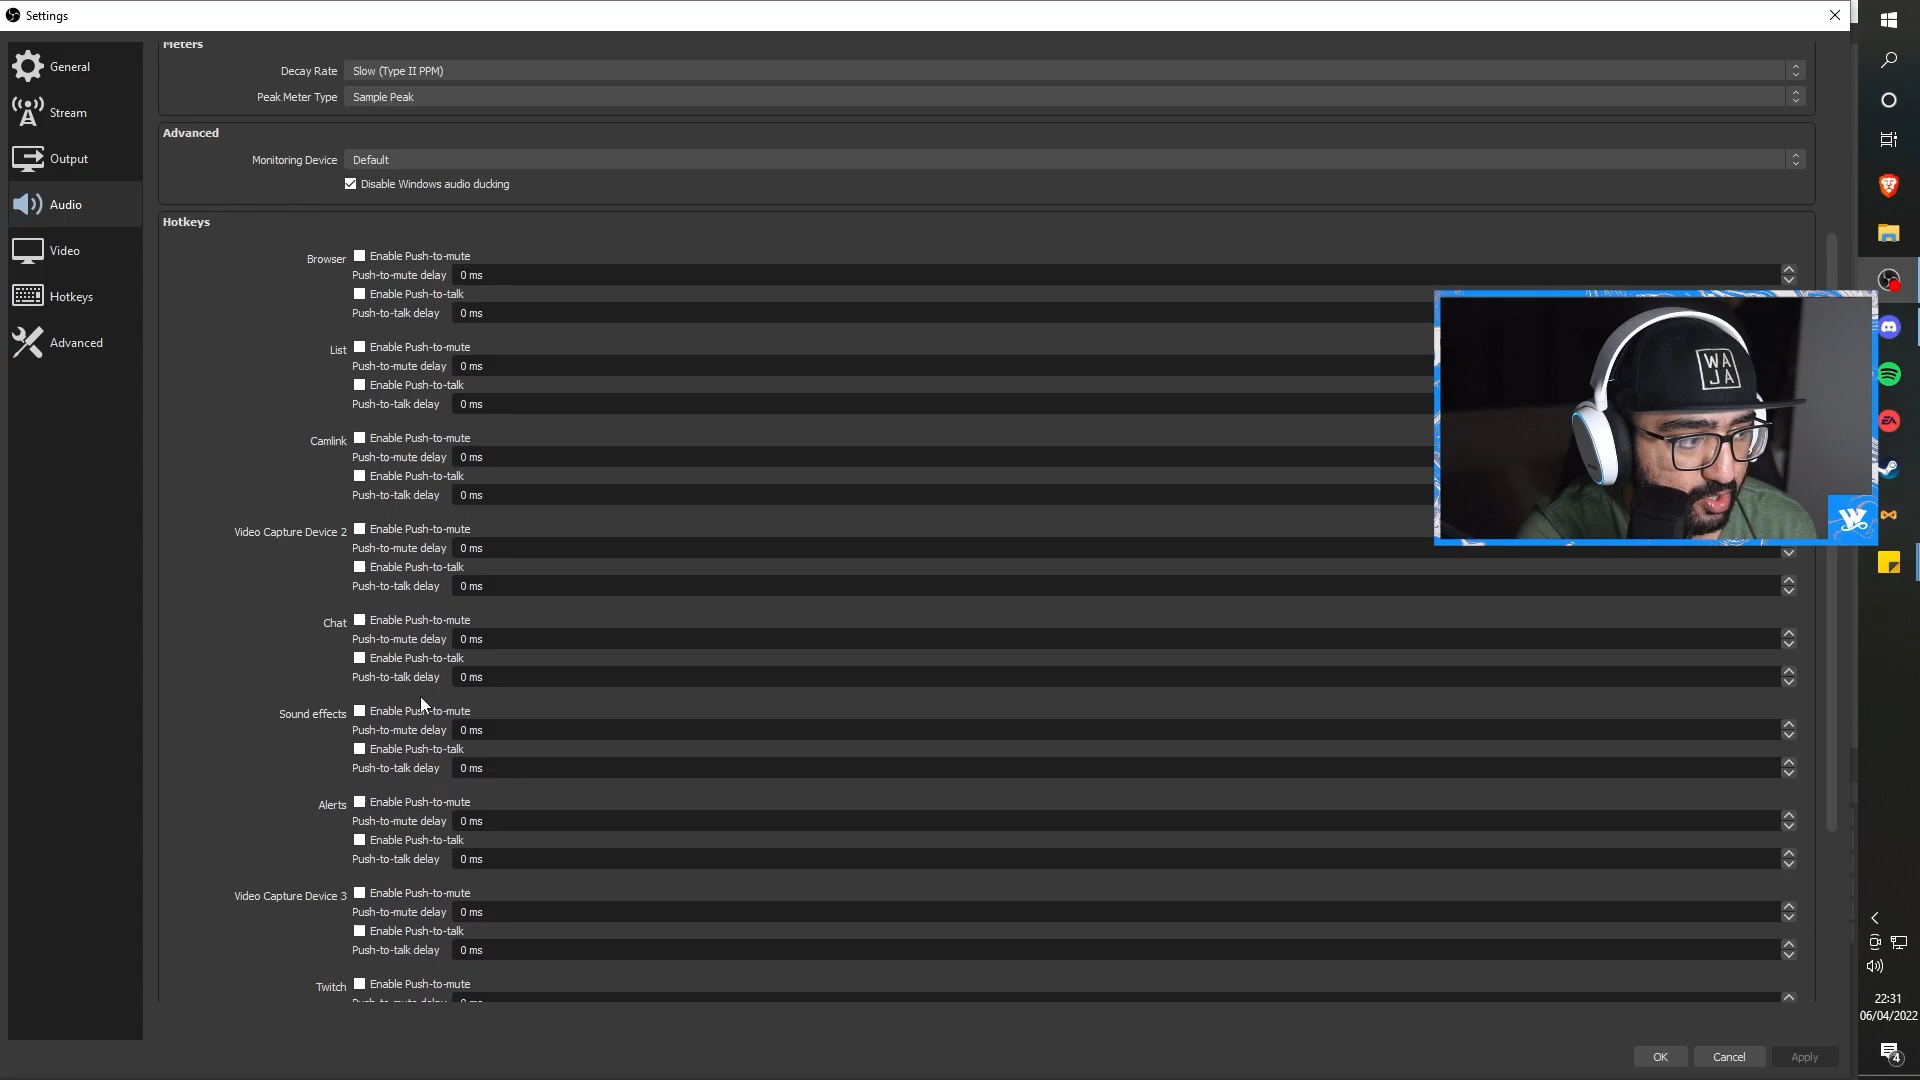 Settings
General
Stream
Output
Audio
Video
Hotkeys
Advanced
Meters
Decay Rate Slow (Type II PPM)
Peak Meter Type Sample Peak
Advanced
Monitoring Device Default
Disable Windows audio ducking
Hotkeys
Browser Enable Push-to-mute
Push-to-mute delay 0 ms
Enable Push-to-talk
Push-to-talk delay 0 ms
List Enable Push-to-mute
Push-to-mute delay 0 ms
Enable Push-to-talk
Push-to-talk delay 0 ms
Camlink Enable Push-to-mute
Push-to-mute delay 0 ms
Enable Push-to-talk
Push-to-talk delay 0 ms
Video Capture Device 2 Enable Push-to-mute
Push-to-mute delay 0 ms
Enable Push-to-talk
Push-to-talk delay 0 ms
Chat Enable Push-to-mute
Push-to-mute delay 0 ms
Enable Push-to-talk
Push-to-talk delay 0 ms
Sound effects Enable Push-to-mute
Push-to-mute delay 0 ms
Enable Push-to-talk
Push-to-talk delay 0 ms
Alerts Enable Push-to-mute
Push-to-mute delay 0 ms
Enable Push-to-talk
Push-to-talk delay 0 ms
Video Capture Device 3 Enable Push-to-mute
Push-to-mute delay 0 ms
Enable Push-to-talk
Push-to-talk delay 0 ms
Twitch Enable Push-to-mute
Push-to-mute delay 0 ms
OK Cancel Apply
WA
JA
W
EA
22:31
06/04/2022
4